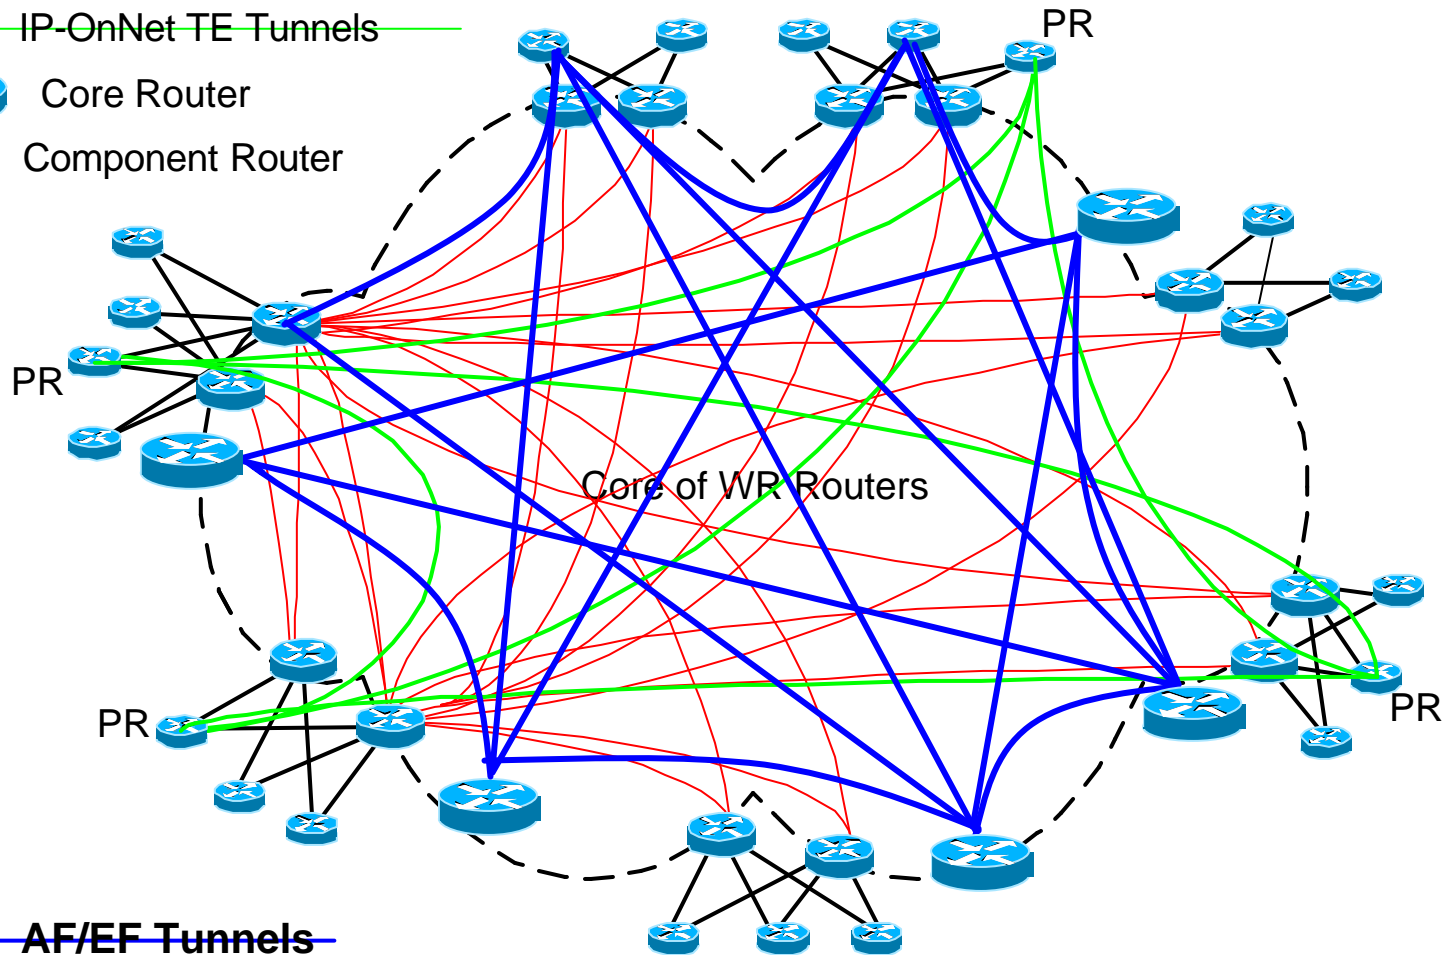 IP-OnNet TE Tunnels
PR
Core Router
Component Router
PR
Core of WR Routers
PR
PR
AF/EF Tunnels